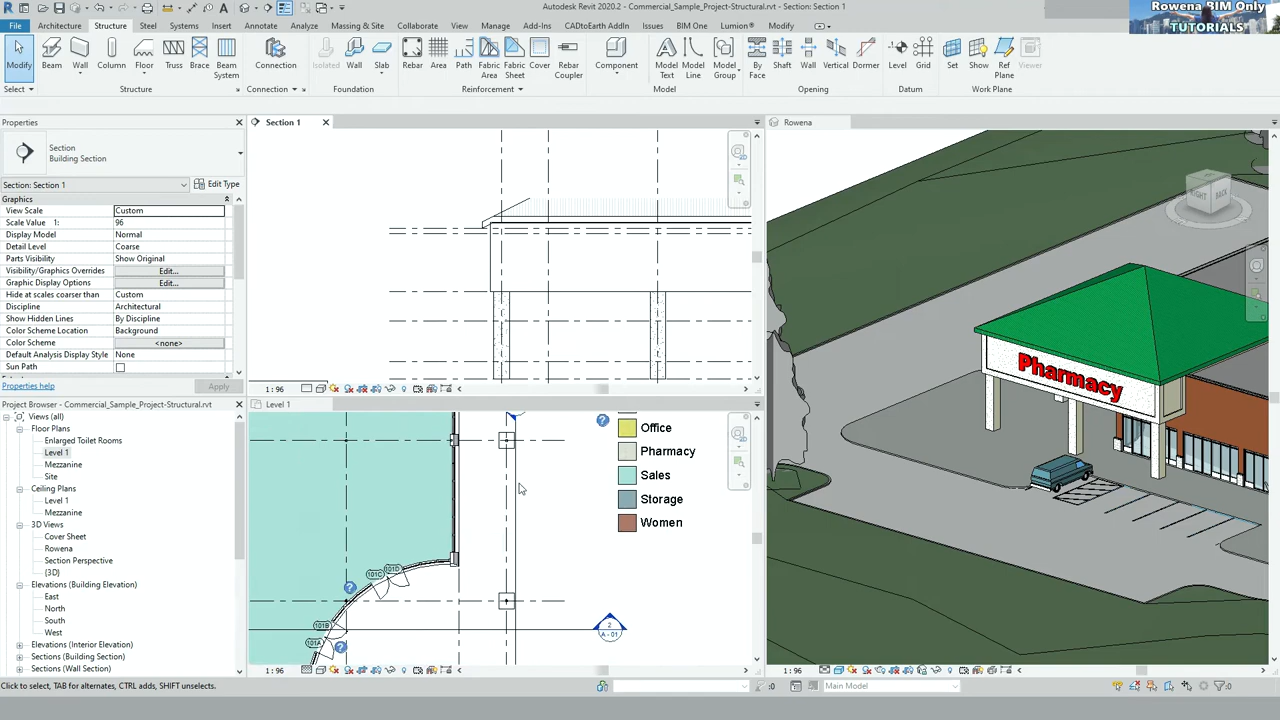 Autodesk Revit 2020.2 - Commercial_Sample_Project-Structural.rvt - Section: Section 1
Rowena BIM Only
TUTORIALS
File Architecture Structure Steel Systems Insert Annotate Analyze Massing & Site Collaborate View Manage Add-Ins CADtoEarth AddIn Issues BIM One Lumion® Modify
Modify Beam Wall Column Floor Truss Brace Beam System Connection Isolated Wall Slab Rebar Area Path Fabric Area Fabric Sheet Cover Rebar Coupler Component Model Text Model Line Model Group By Face Shaft Wall Vertical Dormer Level Grid Set Show Ref Plane Viewer
Select Structure Connection Foundation Reinforcement Model Opening Datum Work Plane
Properties
Section
Building Section
Section: Section 1
Edit Type
Graphics
View Scale Custom
Scale Value 1: 96
Display Model Normal
Detail Level Coarse
Parts Visibility Show Original
Visibility/Graphics Overrides Edit...
Graphic Display Options Edit...
Hide at scales coarser than Custom
Discipline Architectural
Show Hidden Lines By Discipline
Color Scheme Location Background
Color Scheme <none>
Default Analysis Display Style None
Sun Path
Properties help
Apply
Project Browser - Commercial_Sample_Project-Structural.rvt
Views (all)
Floor Plans
Enlarged Toilet Rooms
Level 1
Mezzanine
Site
Ceiling Plans
Level 1
Mezzanine
3D Views
Cover Sheet
Rowena
Section Perspective
{3D}
Elevations (Building Elevation)
East
North
South
West
Elevations (Interior Elevation)
Sections (Building Section)
Sections (Wall Section)
Section 1
1 : 96
Level 1
Office
Pharmacy
Sales
Storage
Women
101D
101C
101B
101A
2
A - 01
1 : 96
Rowena
RIGHT BACK
Pharmacy
1 : 96
Click to select, TAB for alternates, CTRL adds, SHIFT unselects.
:0
Main Model
:0